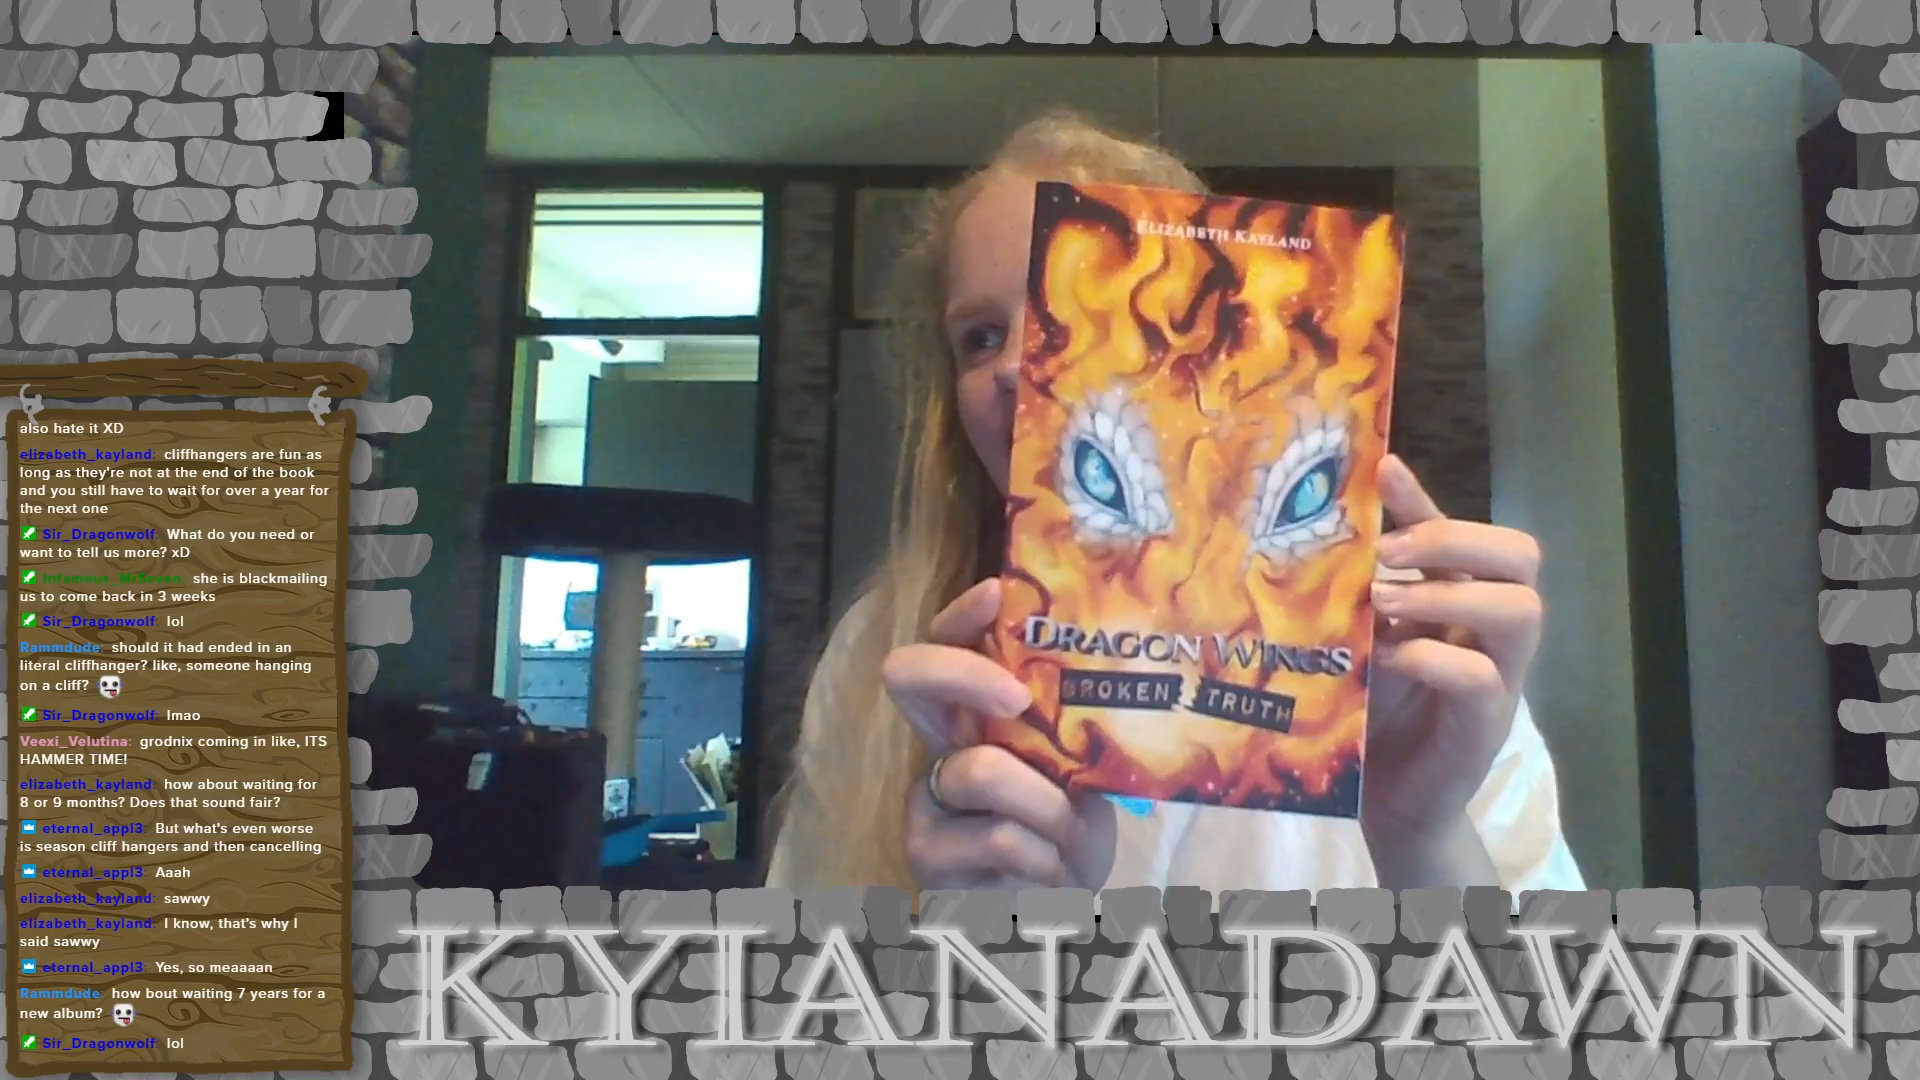 also hate it XD
elizabeth_kayland: cliffhangers are fun as
long as they're not at the end of the book
and you still have to wait for over a year for
the next one
Sir_Dragonwolf: What do you need or
want to tell us more? xD
Infamous_MrSeven: she is blackmailing
us to come back in 3 weeks
Sir_Dragonwolf: lol
Rammdude: should it had ended in an
literal cliffhanger? like, someone hanging
on a cliff?
Sir_Dragonwolf: lmao
Veexi_Velutina: grodnix coming in like, ITS
HAMMER TIME!
elizabeth_kayland: how about waiting for
8 or 9 months? Does that sound fair?
eternal_appl3: But what's even worse
is season cliff hangers and then cancelling
eternal_appl3: Aaah
elizabeth_kayland: sawwy
elizabeth_kayland: I know, that's why I
said sawwy
eternal_appl3: Yes, so meaaaan
Rammdude: how bout waiting 7 years for a
new album?
Sir_Dragonwolf: lol
ELIZABETH KAYLAND
DRAGON WINGS
BROKEN TRUTH
KYIANADAWN